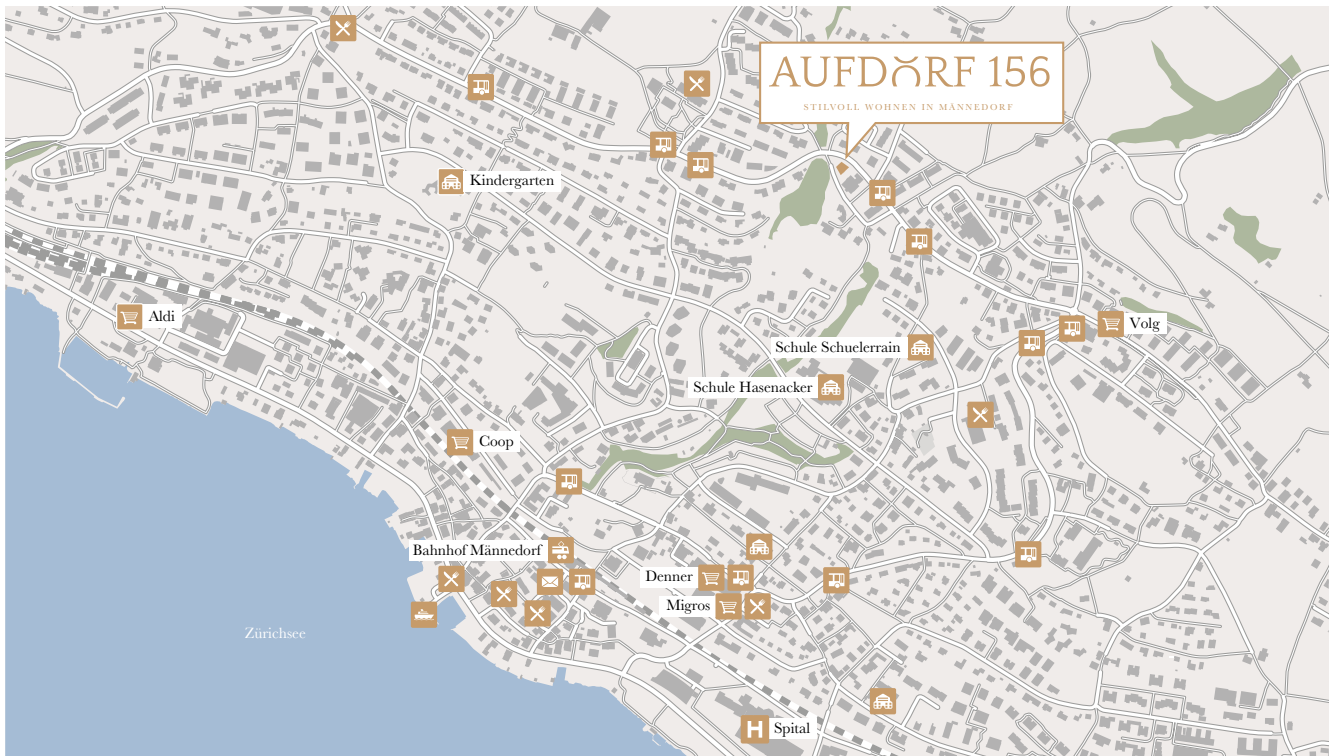 AUFDORF 156
STILVOLL WOHNEN IN MÄNNEDORF
Kindergarten
Aldi
Volg
Schule Schuelerrain
Schule Hasenacker
Coop
Bahnhof Männedorf
Denner
Migros
Zürichsee
H
Spital